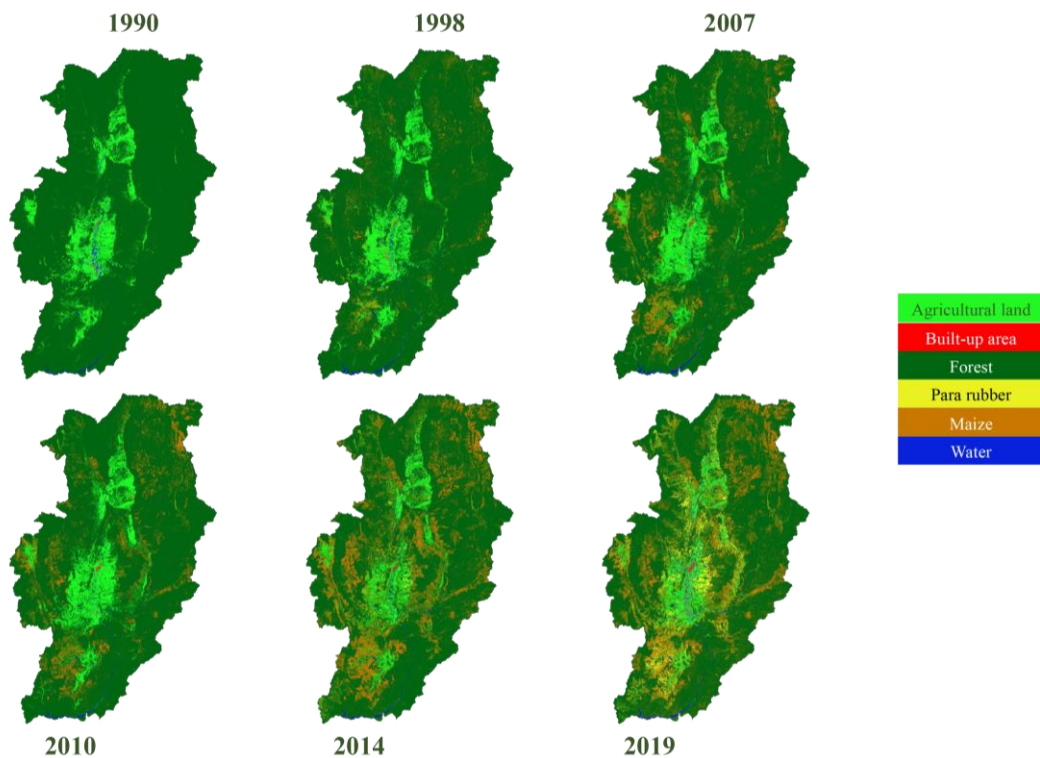 1990
1998
2007
Agricultural land
Built-up area
Forest
Para rubber
Maize
Water
2010
2014
2019